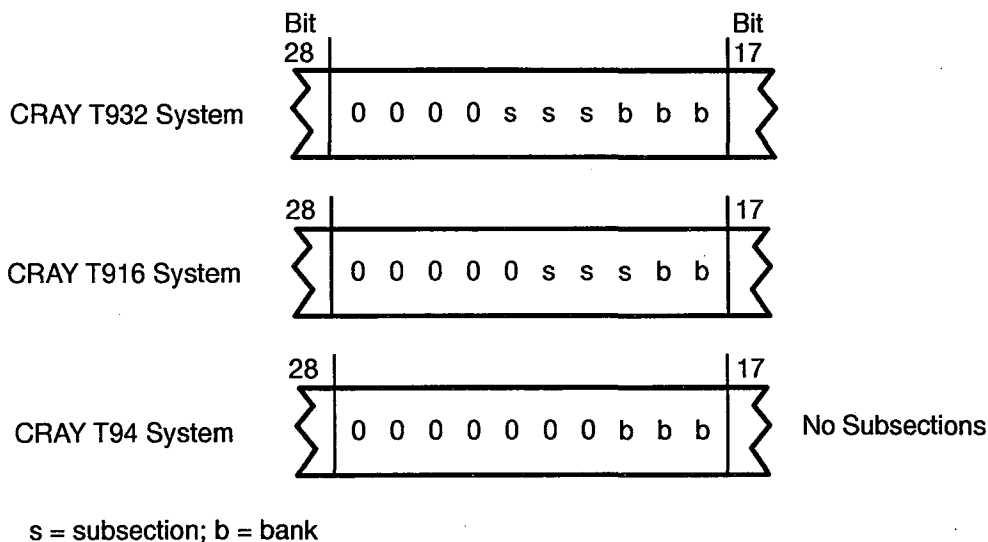 Bit Bit
28 17
CRAY T932 System 0 0 0 0 s s s b b b
28 17
CRAY T916 System 0 0 0 0 0 s s s b b
28 17
CRAY T94 System 0 0 0 0 0 0 0 b b b No Subsections
s = subsection; b = bank